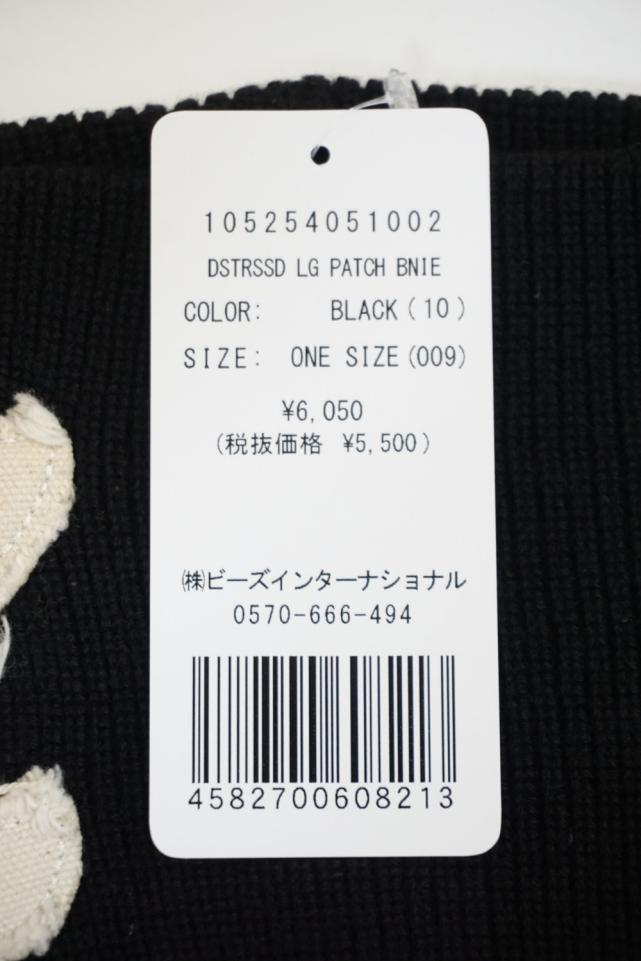 105254051002
DSTRSSD LG PATCH BNIE
COLOR: BLACK(10)
SIZE: ONE SIZE(009)
¥6,050
(税抜価格 ¥5,500)
㈱ビーズインターナショナル
0570-666-494
4582700608213